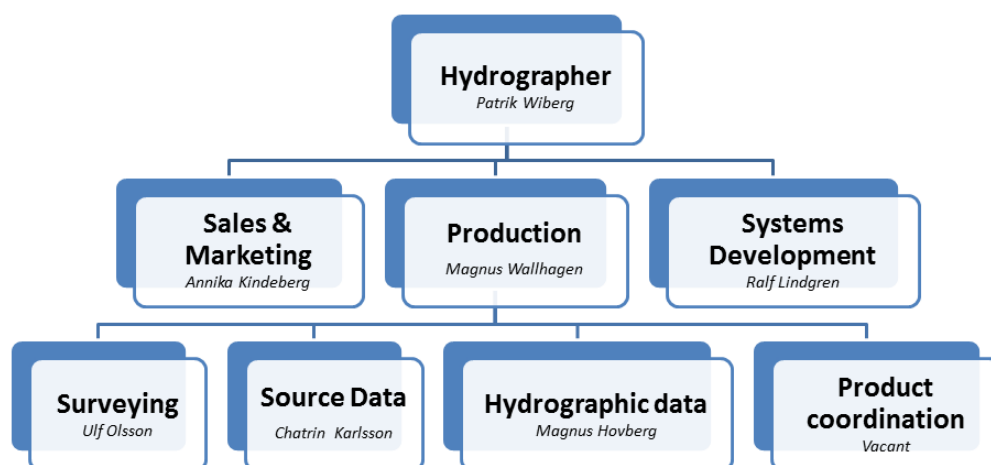 Hydrographer
Patrik Wiberg
Sales &
Marketing
Annika Kindeberg
Production
Magnus Wallhagen
Systems
Development
Ralf Lindgren
Surveying
Ulf Olsson
Source Data
Chatrin Karlsson
Hydrographic data
Magnus Hovberg
Product
coordination
Vacant